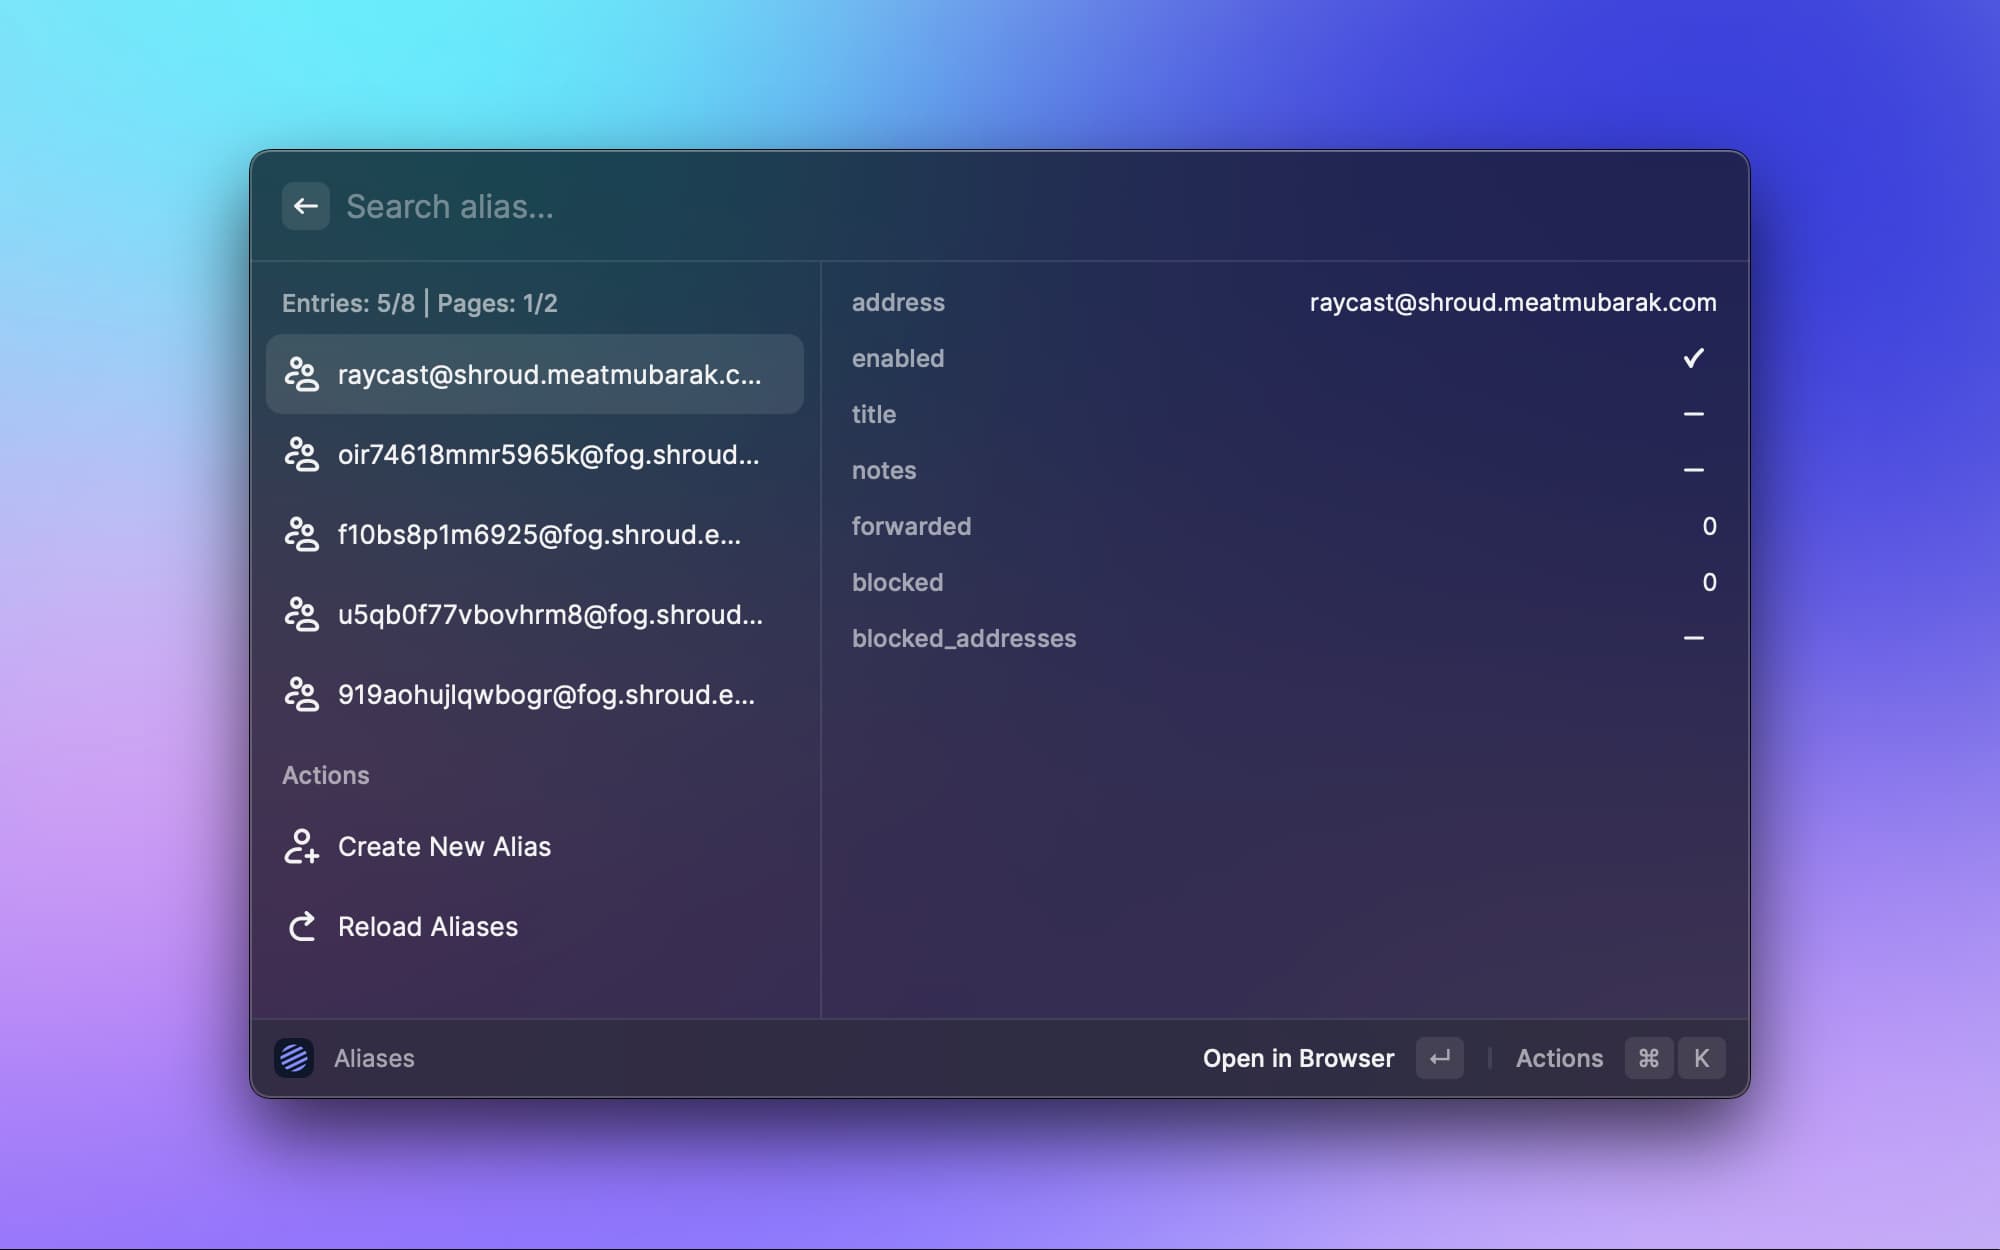 Search alias...
Entries: 5/8 | Pages: 1/2
raycast@shroud.meatmubarak.c...
oir74618mmr5965k@fog.shroud...
f10bs8p1m6925@fog.shroud.e...
u5qb0f77vbovhrm8@fog.shroud...
919aohujlqwbogr@fog.shroud.e...
Actions
Create New Alias
Reload Aliases
address raycast@shroud.meatmubarak.com
enabled ✓
title —
notes —
forwarded 0
blocked 0
blocked_addresses —
Aliases
Open in Browser ↵ | Actions ⌘ K